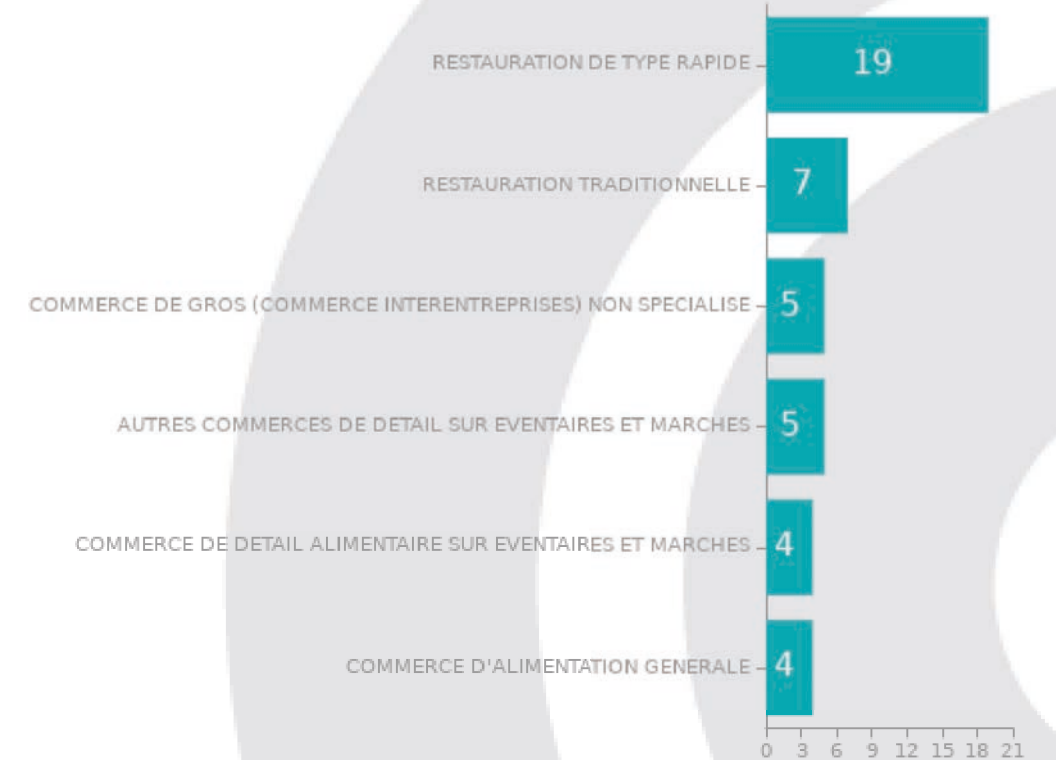 RESTAURATION DE TYPE RAPIDE 19
RESTAURATION TRADITIONNELLE 7
COMMERCE DE GROS (COMMERCE INTERENTREPRISES) NON SPECIALISE 5
AUTRES COMMERCES DE DETAIL SUR EVENTAIRES ET MARCHES 5
COMMERCE DE DETAIL ALIMENTAIRE SUR EVENTAIRES ET MARCHES 4
COMMERCE D'ALIMENTATION GENERALE 4
0 3 6 9 12 15 18 21